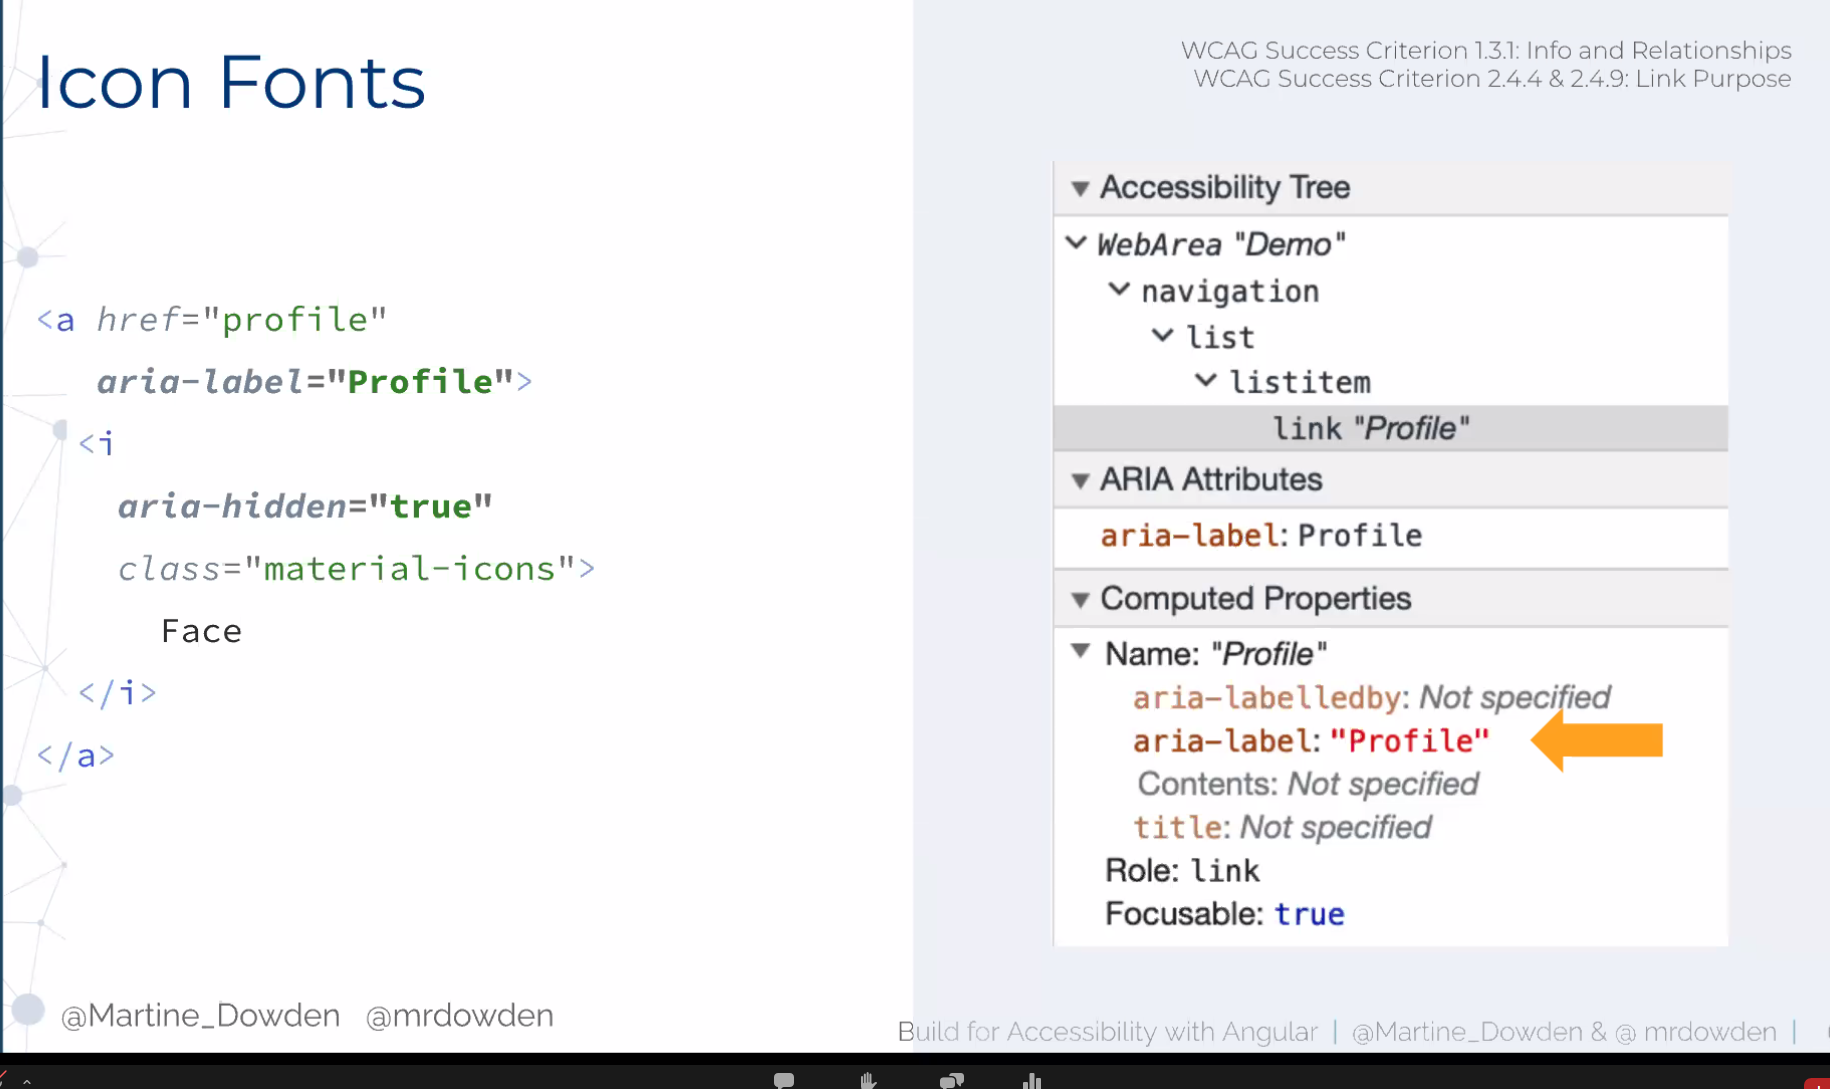 Icon Fonts
WCAG Success Criterion 1.3.1: Info and Relationships
WCAG Success Criterion 2.4.4 & 2.4.9: Link Purpose
<a href="profile"
aria-label="Profile">
<i
aria-hidden="true"
class="material-icons">
Face
</i>
</a>
Accessibility Tree
WebArea "Demo"
navigation
list
listitem
link "Profile"
ARIA Attributes
aria-label: Profile
Computed Properties
Name: "Profile"
aria-labelledby: Not specified
aria-label: "Profile"
Contents: Not specified
title: Not specified
Role: link
Focusable: true
@Martine_Dowden @mrdowden
Build for Accessibility with Angular | @Martine_Dowden & @ mrdowden |